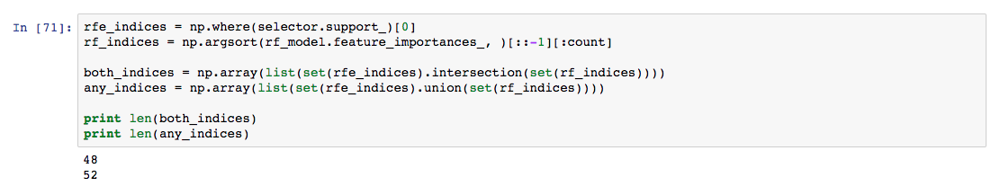 In [71]: rfe_indices = np.where(selector.support_)[0]
rf_indices = np.argsort(rf_model.feature_importances_, )[::-1][:count]
both_indices = np.array(list(set(rfe_indices).intersection(set(rf_indices))))
any_indices = np.array(list(set(rfe_indices).union(set(rf_indices))))
print len(both_indices)
print len(any_indices)
48
52